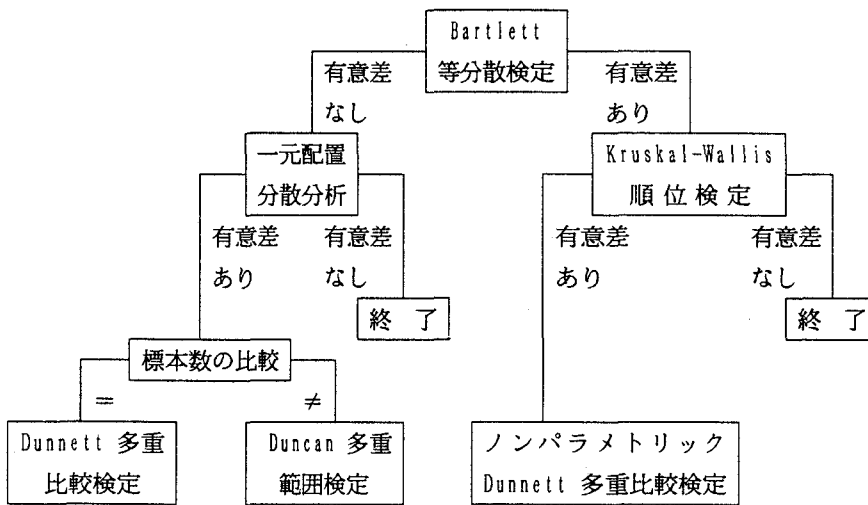 Bartlett
等分散検定
有意差
なし
有意差
あり
一元配置
分散分析
Kruskal-Wallis
順位検定
有意差
あり
有意差
なし
有意差
あり
有意差
なし
終 了
終 了
標本数の比較
=
≠
Dunnett 多重
比較検定
Duncan 多重
範囲検定
ノンパラメトリック
Dunnett 多重比較検定